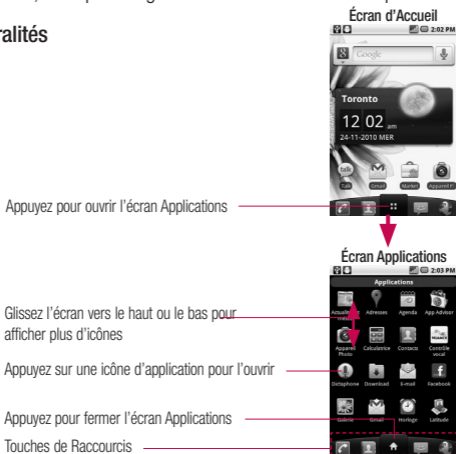 Écran d'Accueil
ralités
2:02 PM
Google
Toronto
12 02 am
24-11-2010 MER
Talk Gmail Market Appareil P
Appuyez pour ouvrir l'écran Applications
Écran Applications
2:03 PM
Applications
Adresses Agenda App Advisor
Glissez l'écran vers le haut ou le bas pour
afficher plus d'icônes
Appareil Photo Calculatrice Contacts Contrôle vocal
Appuyez sur une icône d'application pour l'ouvrir
Dictaphone Download E-mail Facebook
Appuyez pour fermer l'écran Applications
Galerie Gmail Horloge Latitude
Touches de Raccourcis